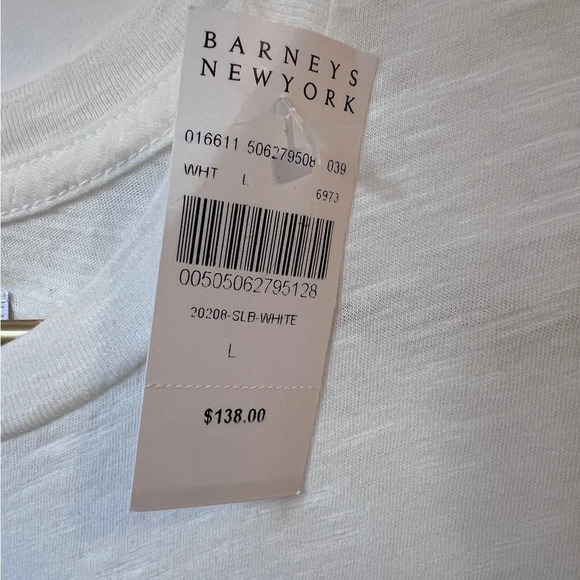 BARNEYS
NEWYORK
016611 506279508 039
WHT L 6973
00505062795128
20208-SLB-WHITE
L
$138.00